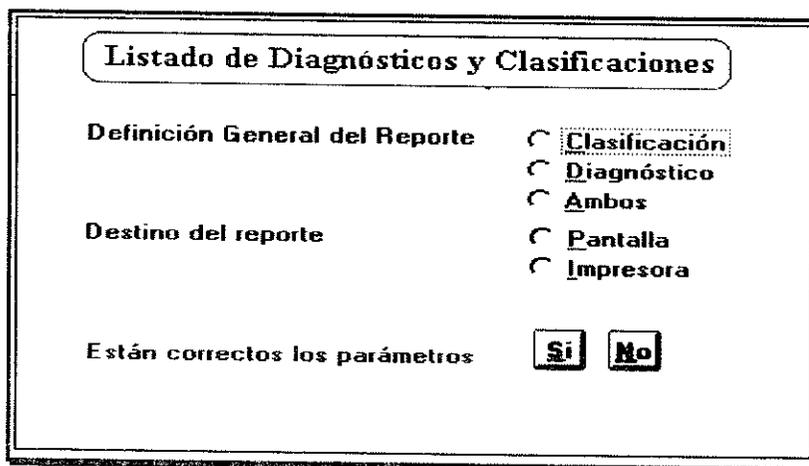 Listado de Diagnósticos y Clasificaciones
Definición General del Reporte
Clasificación
Diagnóstico
Ambos
Destino del reporte
Pantalla
Impresora
Están correctos los parámetros
Si No